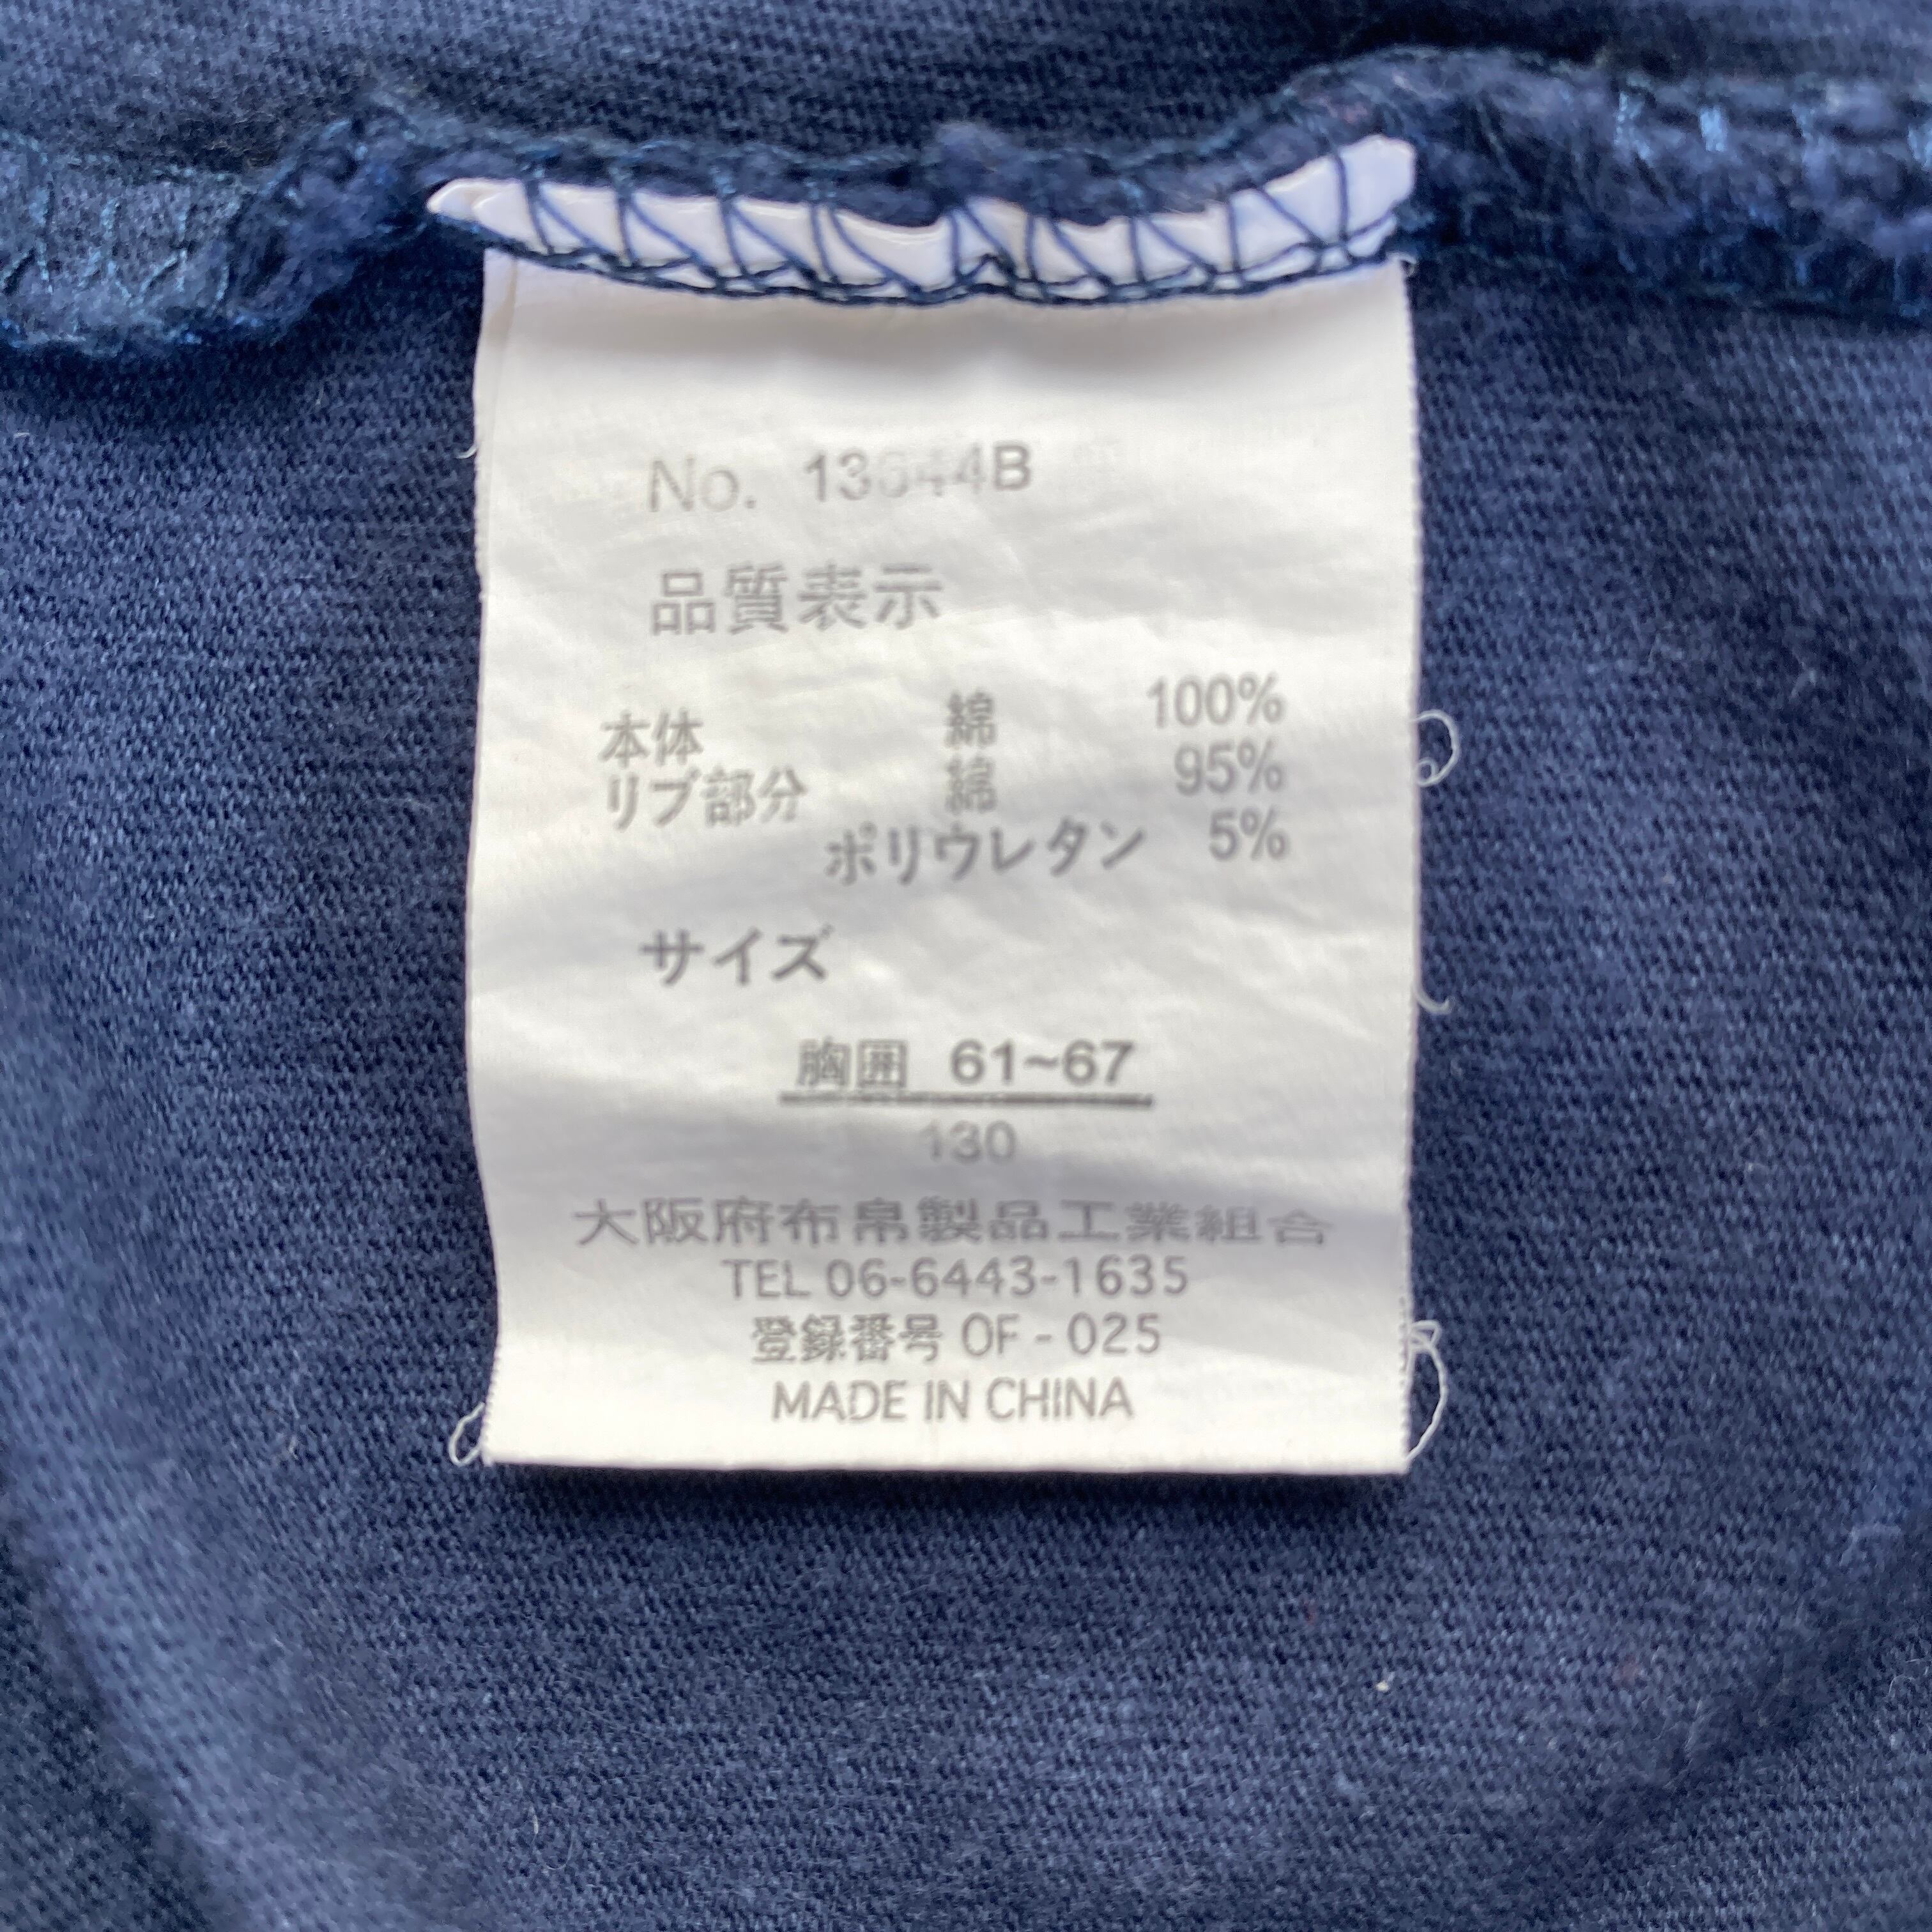 No. 13644B
品質表示
本体 綿 100%
リブ部分 綿 95%
ポリウレタン 5%
サイズ
胸囲 61~67
130
大阪府布帛製品工業組合
TEL 06-6443-1635
登録番号 OF - 025
MADE IN CHINA